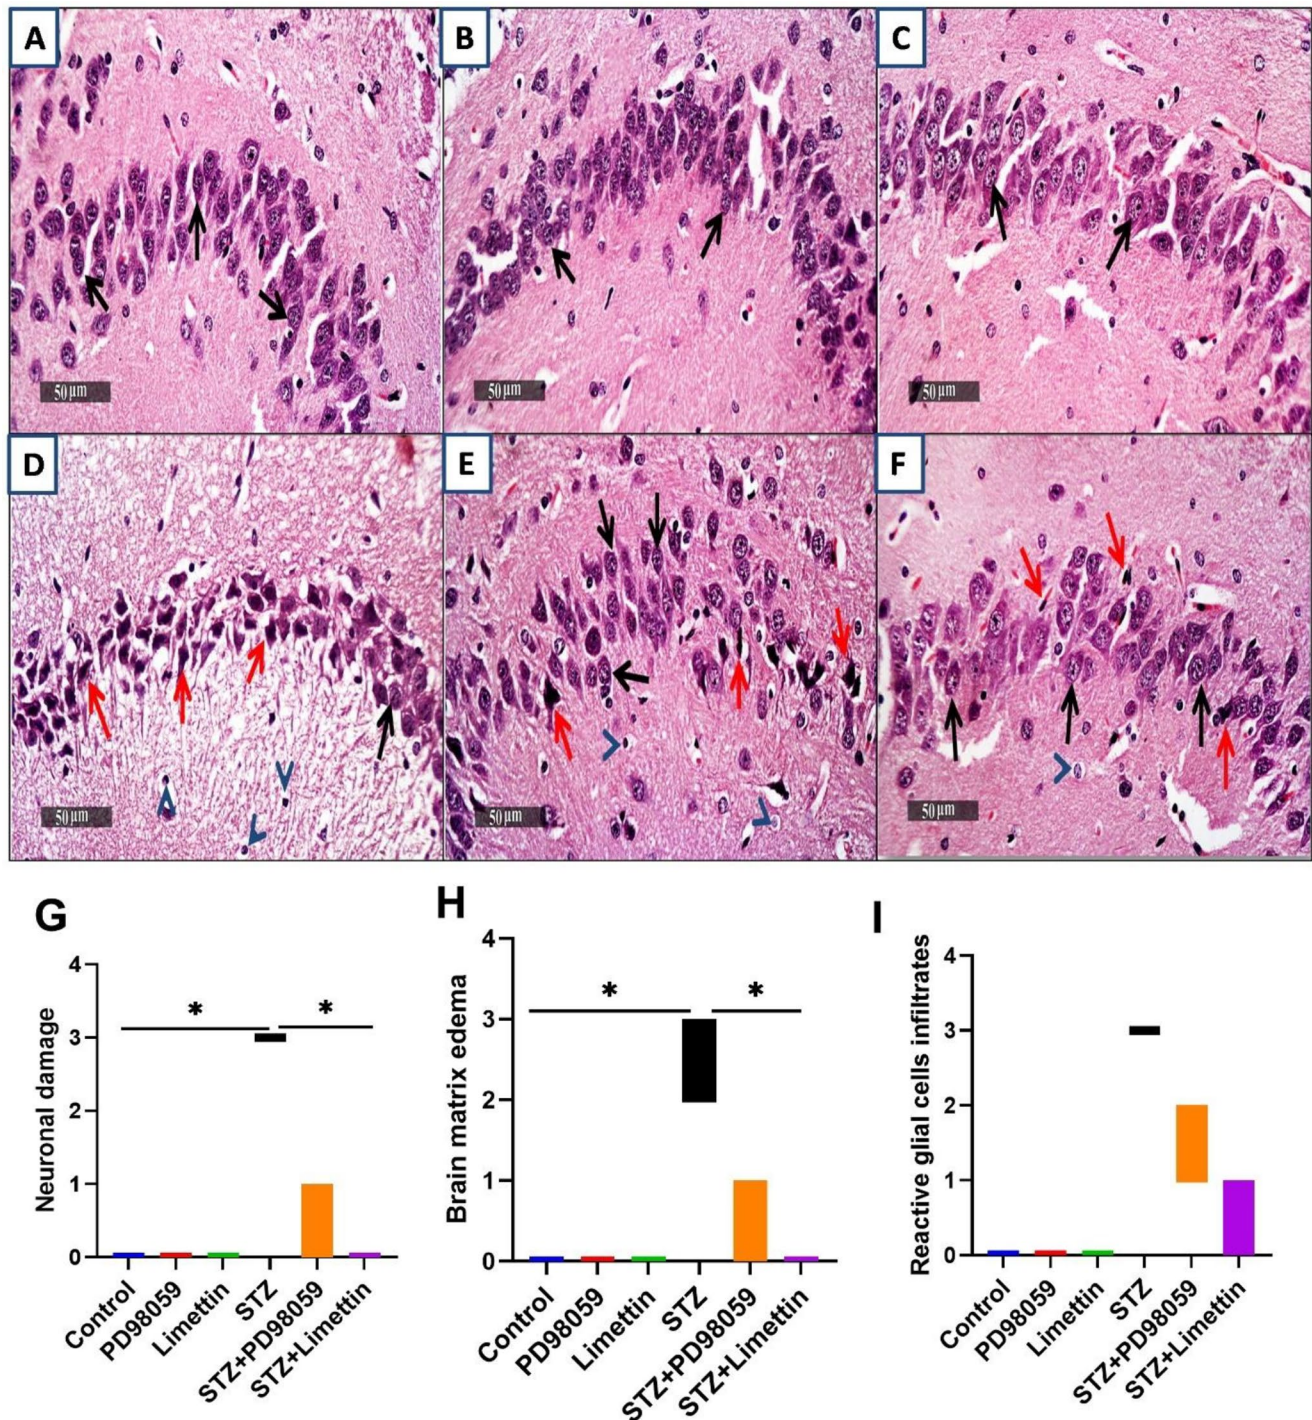 A
B
C
50 µm
50 µm
50 µm
D
E
F
50 µm
50 µm
50 µm
G
Neuronal damage
4
3
2
1
0
*
*
Control
PD98059
Limettin
STZ
STZ+PD98059
STZ+Limettin
H
Brain matrix edema
4
3
2
1
0
*
*
Control
PD98059
Limettin
STZ
STZ+PD98059
STZ+Limettin
I
Reactive glial cells infiltrates
4
3
2
1
0
Control
PD98059
Limettin
STZ
STZ+PD98059
STZ+Limettin